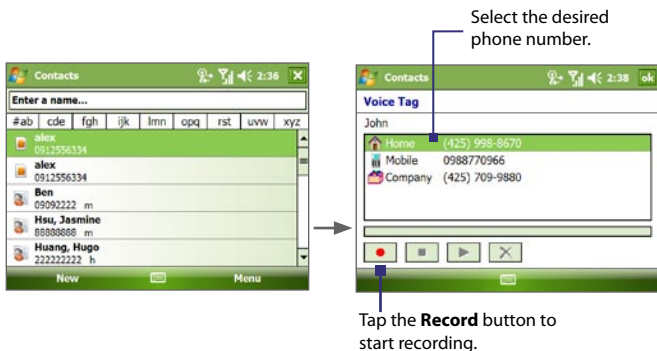 Select the desired
phone number.
Contacts 2:36
Enter a name...
#ab cde fgh ijk lmn opq rst uvw xyz
alex
0912556334
alex
0912556334
Ben
09092222 m
Hsu, Jasmine
88888888 m
Huang, Hugo
222222222 h
New Menu
Contacts 2:38 ok
Voice Tag
John
Home (425) 998-8670
Mobile 0988770966
Company (425) 709-9880
Tap the Record button to
start recording.